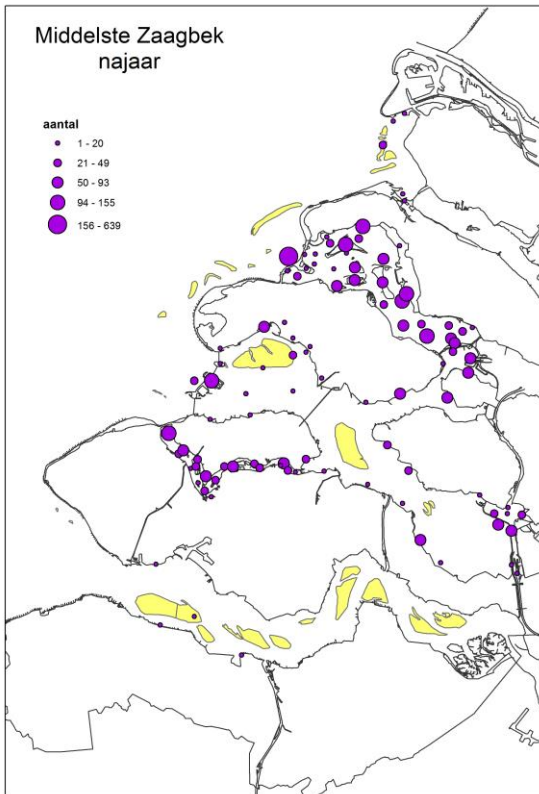 Middelste Zaagbek
najaar
aantal
1 - 20
21 - 49
50 - 93
94 - 155
156 - 639